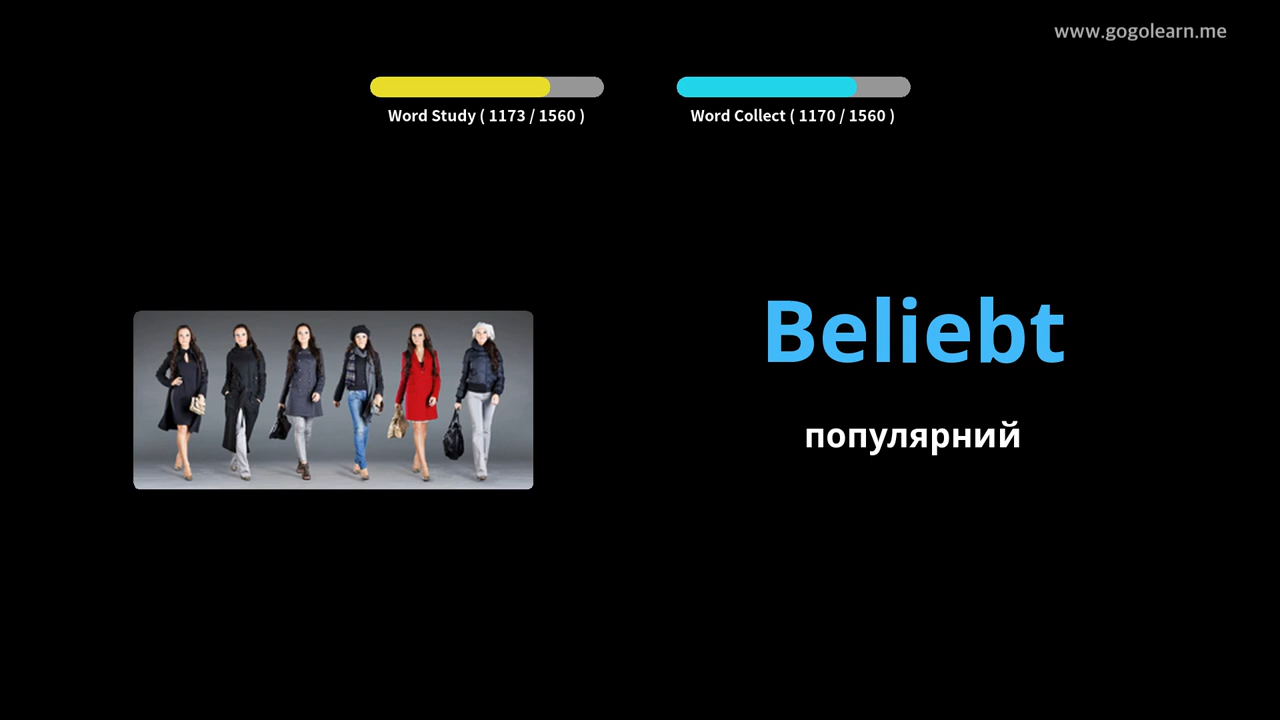 www.gogolearn.me
Word Study ( 1173 / 1560 )
Word Collect ( 1170 / 1560 )
Beliebt
популярний